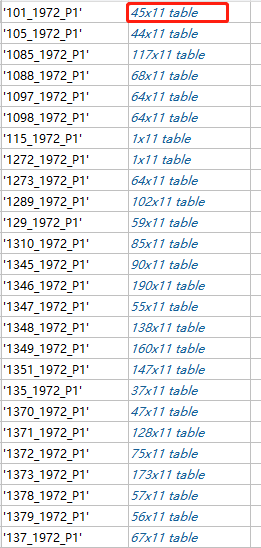 '101_1972_P1' 45x11 table
'105_1972_P1' 44x11 table
'1085_1972_P1' 117x11 table
'1088_1972_P1' 68x11 table
'1097_1972_P1' 64x11 table
'1098_1972_P1' 64x11 table
'115_1972_P1' 1x11 table
'1272_1972_P1' 1x11 table
'1273_1972_P1' 64x11 table
'1289_1972_P1' 102x11 table
'129_1972_P1' 59x11 table
'1310_1972_P1' 85x11 table
'1345_1972_P1' 90x11 table
'1346_1972_P1' 190x11 table
'1347_1972_P1' 55x11 table
'1348_1972_P1' 138x11 table
'1349_1972_P1' 160x11 table
'1351_1972_P1' 147x11 table
'135_1972_P1' 37x11 table
'1370_1972_P1' 47x11 table
'1371_1972_P1' 128x11 table
'1372_1972_P1' 75x11 table
'1373_1972_P1' 173x11 table
'1378_1972_P1' 57x11 table
'1379_1972_P1' 56x11 table
'137_1972_P1' 67x11 table